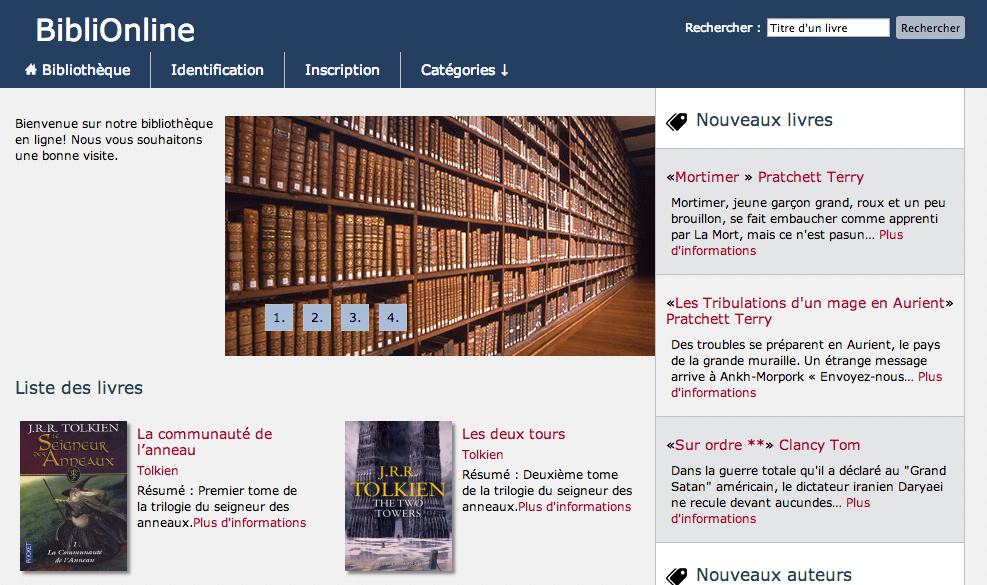 BibliOnline
Rechercher :
Titre d'un livre
Rechercher
Bibliothèque
Identification
Inscription
Catégories ↓
Bienvenue sur notre bibliothèque
en ligne! Nous vous souhaitons
une bonne visite.
1.
2.
3.
4.
Liste des livres
J.R.R. TOLKIEN
LE SEIGNEUR
DES ANNEAUX
1.
La Communauté
de l'Anneau
POCKET
La communauté de
l'anneau
Tolkien
Résumé : Premier tome de
la trilogie du seigneur des
anneaux.Plus d'informations
J.R.R.
TOLKIEN
THE TWO
TOWERS
Les deux tours
Tolkien
Résumé : Deuxième tome
de la trilogie du seigneur des
anneaux.Plus d'informations
Nouveaux livres
«Mortimer » Pratchett Terry
Mortimer, jeune garçon grand, roux et un peu
brouillon, se fait embaucher comme apprenti
par La Mort, mais ce n'est pasun... Plus
d'informations
«Les Tribulations d'un mage en Aurient»
Pratchett Terry
Des troubles se préparent en Aurient, le pays
de la grande muraille. Un étrange message
arrive à Ankh-Morpork « Envoyez-nous... Plus
d'informations
«Sur ordre **» Clancy Tom
Dans la guerre totale qu'il a déclaré au "Grand
Satan" américain, le dictateur iranien Daryaei
ne recule devant aucundes... Plus
d'informations
Nouveaux auteurs